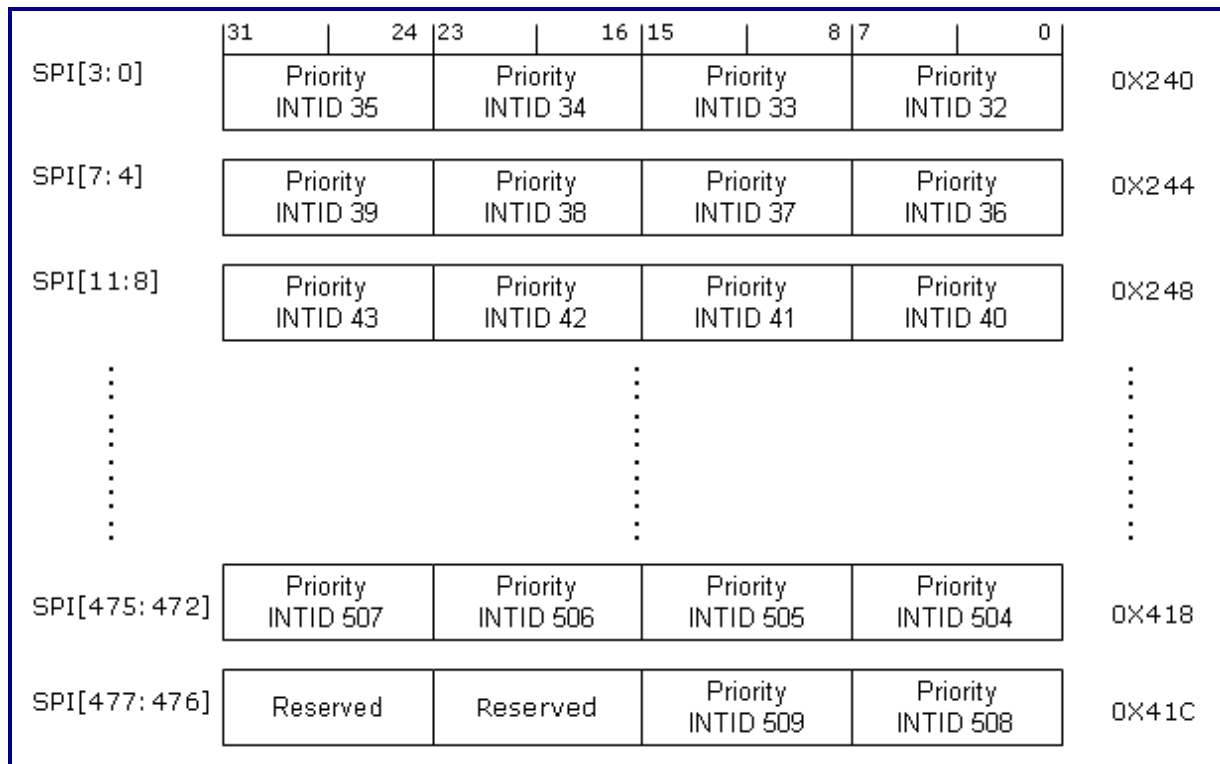 31 24 23 16 15 8 7 0
SPI[3:0] Priority Priority Priority Priority 0X240
INTID 35 INTID 34 INTID 33 INTID 32
SPI[7:4] Priority Priority Priority Priority 0X244
INTID 39 INTID 38 INTID 37 INTID 36
SPI[11:8] Priority Priority Priority Priority 0X248
INTID 43 INTID 42 INTID 41 INTID 40
SPI[475:472] Priority Priority Priority Priority 0X418
INTID 507 INTID 506 INTID 505 INTID 504
SPI[477:476] Reserved Reserved Priority Priority 0X41C
INTID 509 INTID 508